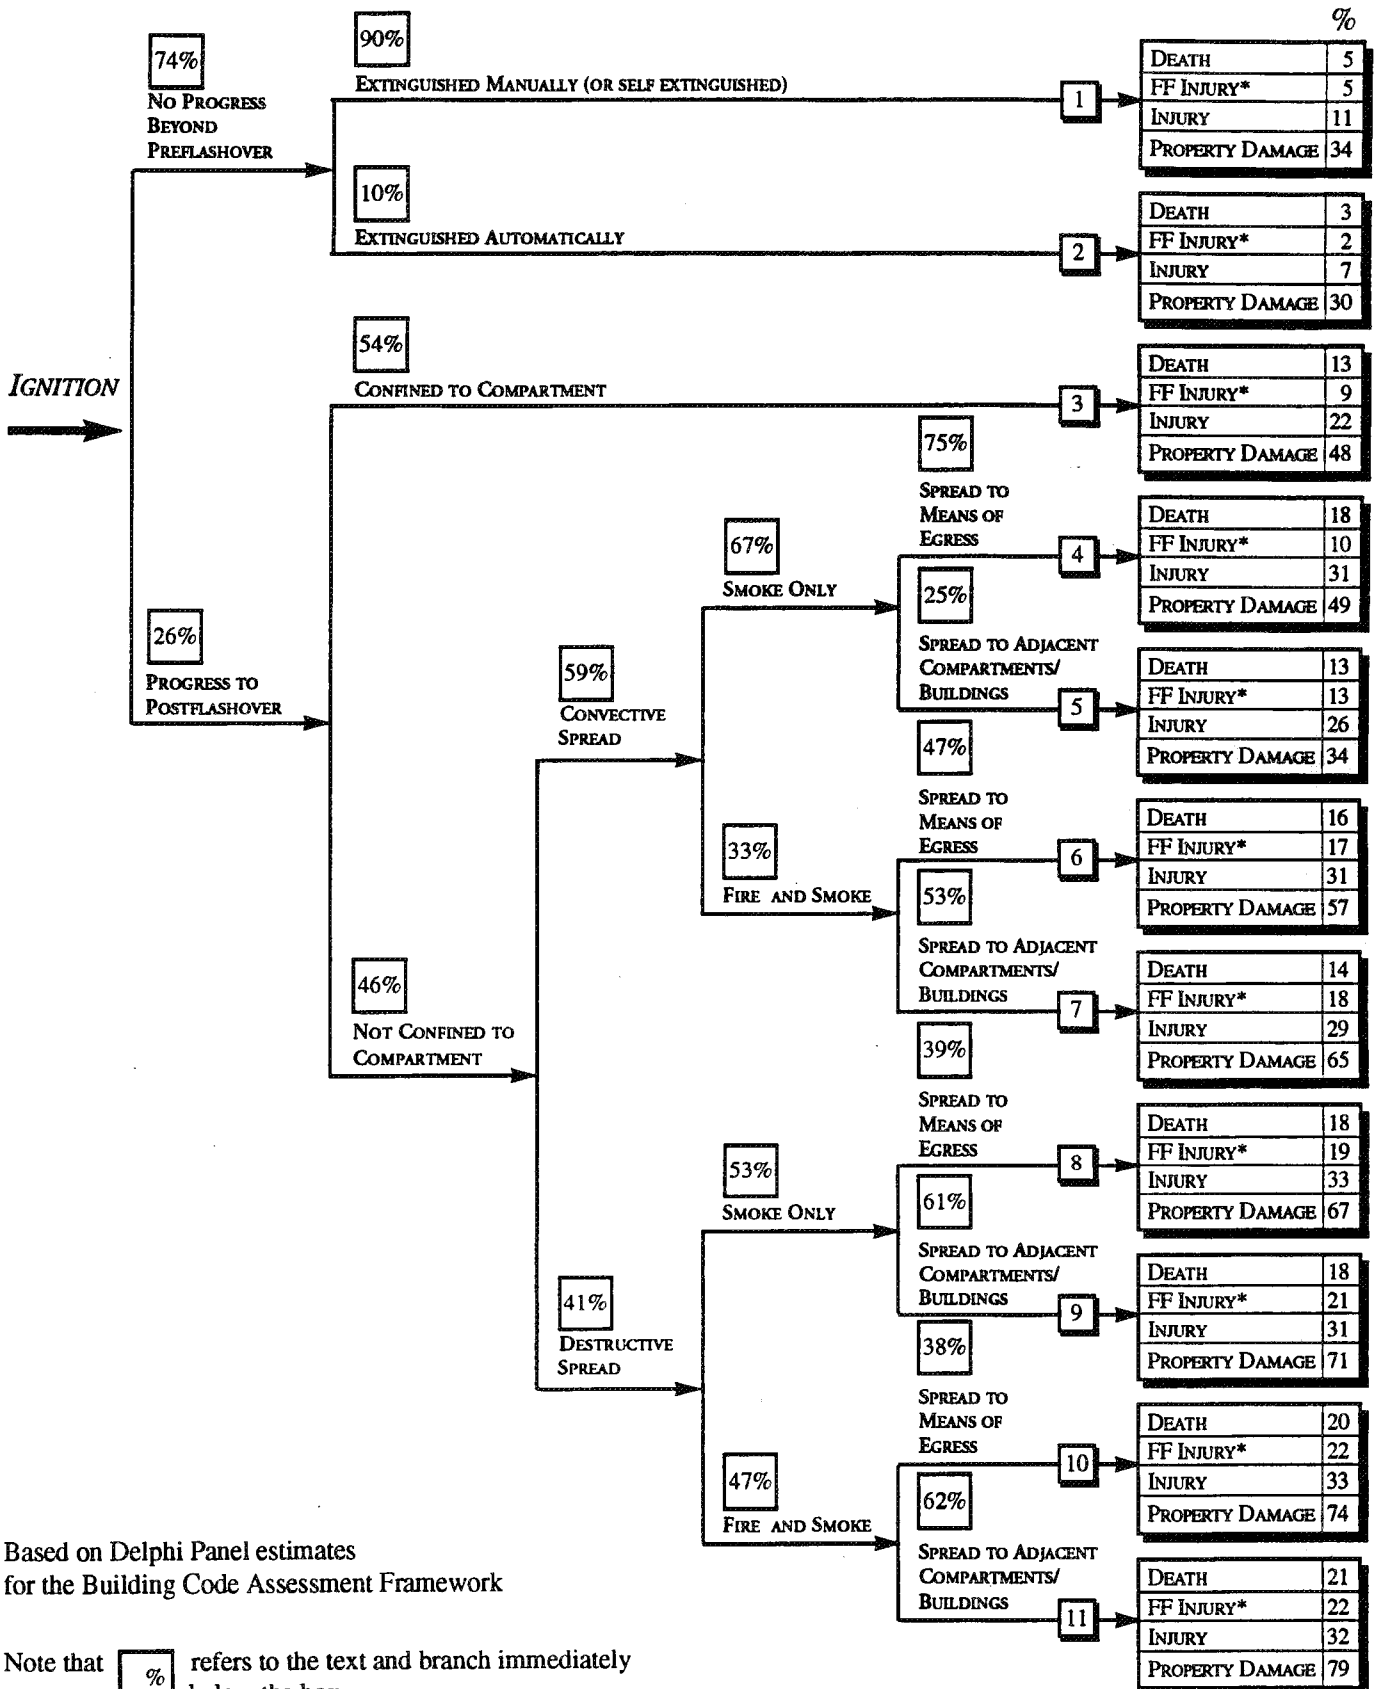 %
90%
74%
EXTINGUISHED MANUALLY (OR SELF EXTINGUISHED)
NO PROGRESS
BEYOND
PREFLASHOVER
1
DEATH 5
FF INJURY* 5
INJURY 11
PROPERTY DAMAGE 34
10%
EXTINGUISHED AUTOMATICALLY
2
DEATH 3
FF INJURY* 2
INJURY 7
PROPERTY DAMAGE 30
IGNITION
54%
CONFINED TO COMPARTMENT
3
DEATH 13
FF INJURY* 9
INJURY 22
PROPERTY DAMAGE 48
26%
PROGRESS TO
POSTFLASHOVER
46%
NOT CONFINED TO
COMPARTMENT
59%
CONVECTIVE
SPREAD
67%
SMOKE ONLY
75%
SPREAD TO
MEANS OF
EGRESS
4
DEATH 18
FF INJURY* 10
INJURY 31
PROPERTY DAMAGE 49
25%
SPREAD TO ADJACENT
COMPARTMENTS/
BUILDINGS
5
DEATH 13
FF INJURY* 13
INJURY 26
PROPERTY DAMAGE 34
33%
FIRE AND SMOKE
47%
SPREAD TO
MEANS OF
EGRESS
6
DEATH 16
FF INJURY* 17
INJURY 31
PROPERTY DAMAGE 57
53%
SPREAD TO ADJACENT
COMPARTMENTS/
BUILDINGS
7
DEATH 14
FF INJURY* 18
INJURY 29
PROPERTY DAMAGE 65
41%
DESTRUCTIVE
SPREAD
53%
SMOKE ONLY
39%
SPREAD TO
MEANS OF
EGRESS
8
DEATH 18
FF INJURY* 19
INJURY 33
PROPERTY DAMAGE 67
61%
SPREAD TO ADJACENT
COMPARTMENTS/
BUILDINGS
9
DEATH 18
FF INJURY* 21
INJURY 31
PROPERTY DAMAGE 71
47%
FIRE AND SMOKE
38%
SPREAD TO
MEANS OF
EGRESS
10
DEATH 20
FF INJURY* 22
INJURY 33
PROPERTY DAMAGE 74
62%
SPREAD TO ADJACENT
COMPARTMENTS/
BUILDINGS
11
DEATH 21
FF INJURY* 22
INJURY 32
PROPERTY DAMAGE 79
Based on Delphi Panel estimates
for the Building Code Assessment Framework
Note that % refers to the text and branch immediately